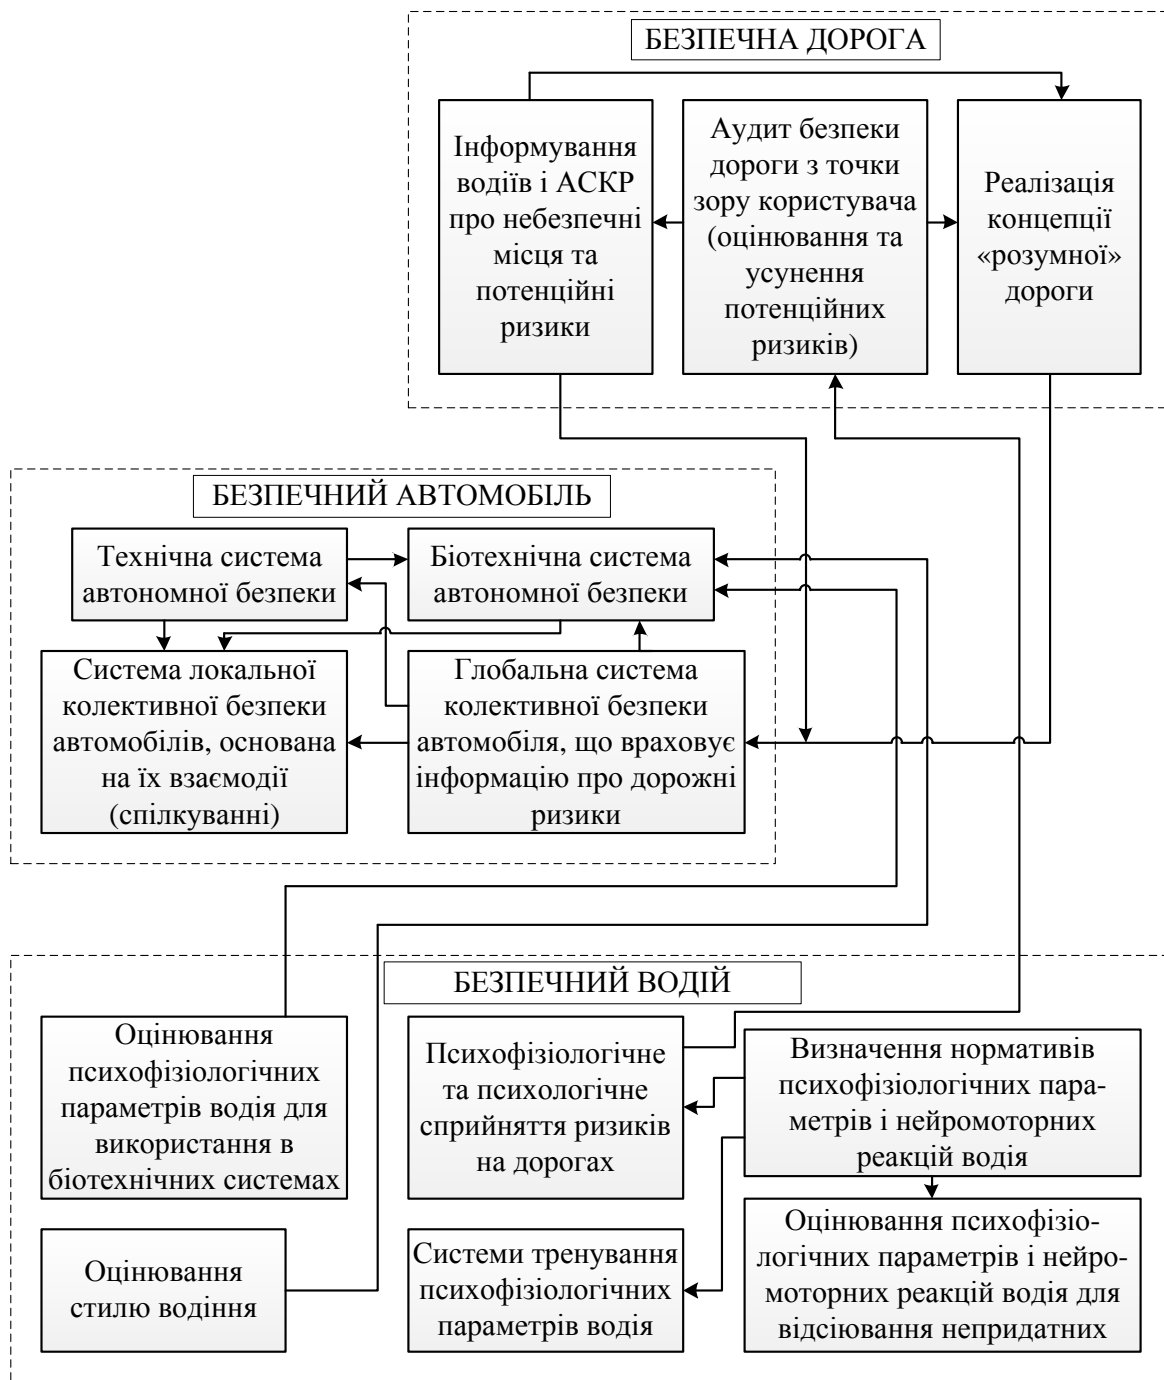 БЕЗПЕЧНА ДОРОГА
Інформування
водіїв і АСКР
про небезпечні
місця та
потенційні
ризики
Аудит безпеки
дороги з точки
зору користувача
(оцінювання та
усунення
потенційних
ризиків)
Реалізація
концепції
«розумної»
дороги
БЕЗПЕЧНИЙ АВТОМОБІЛЬ
Технічна система
автономної безпеки
Біотехнічна система
автономної безпеки
Система локальної
колективної безпеки
автомобілів, основана
на їх взаємодії
(спілкуванні)
Глобальна система
колективної безпеки
автомобіля, що враховує
інформацію про дорожні
ризики
БЕЗПЕЧНИЙ ВОДІЙ
Оцінювання
психофізіологічних
параметрів водія для
використання в
біотехнічних системах
Психофізіологічне
та психологічне
сприйняття ризиків
на дорогах
Визначення нормативів
психофізіологічних пара-
метрів і нейромоторних
реакцій водія
Оцінювання
стилю водіння
Системи тренування
психофізіологічних
параметрів водія
Оцінювання психофізіо-
логічних параметрів і нейро-
моторних реакцій водія для
відсіювання непридатних